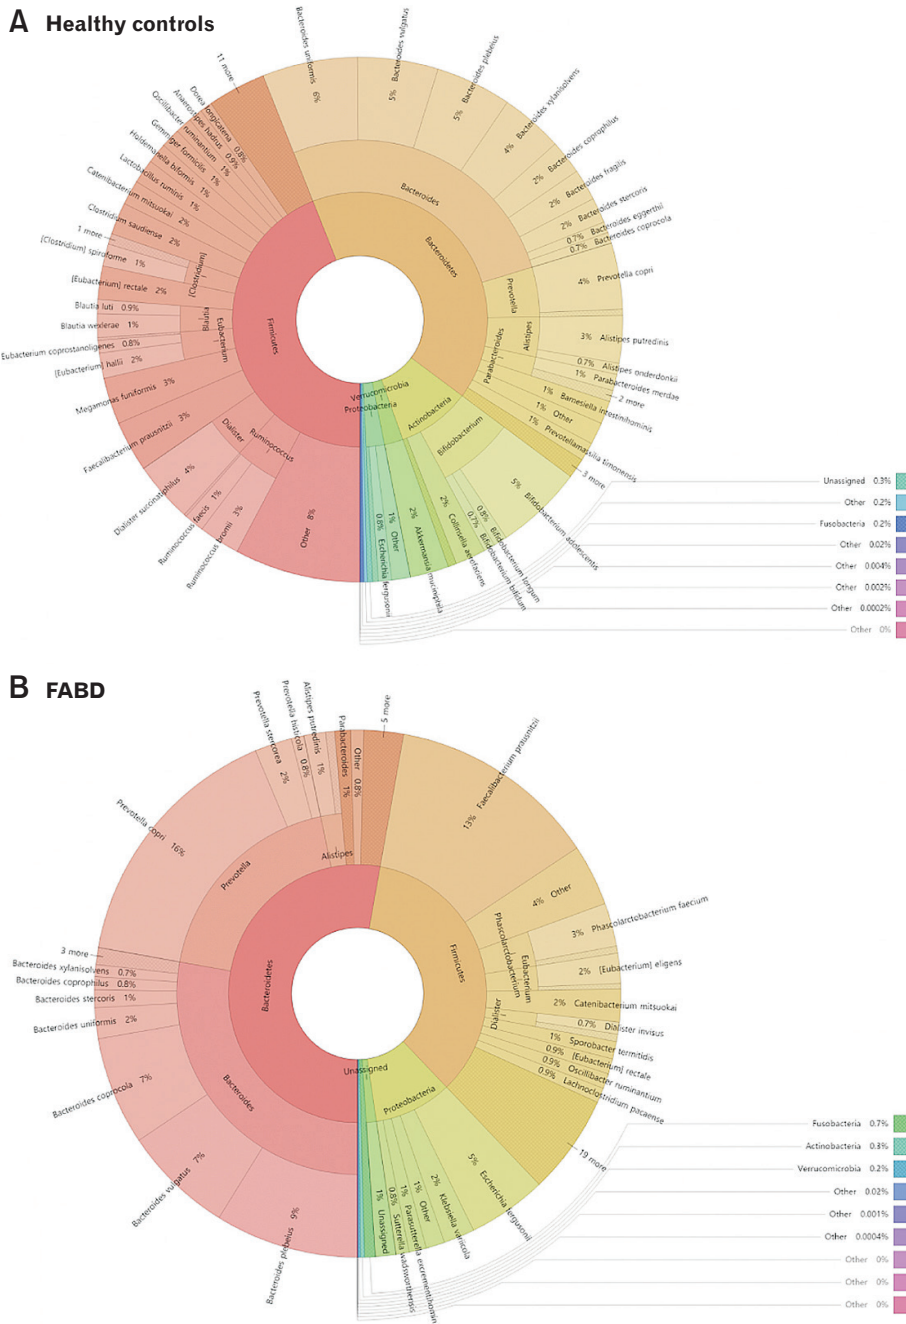 A Healthy controls
11 more
Bacteroides uniformis 6%
Bacteroides vulgatus 5%
Bacteroides plebeius 5%
Bacteroides xylanisolvens 4%
Bacteroides coprophilus 2%
Bacteroides fragilis 2%
Bacteroides stercoris 2%
Bacteroides eggerthii 0.7%
Bacteroides coprocola 0.7%
Prevotella copri 4%
Alistipes putredinis 3%
Alistipes onderdonkii 0.7%
Parabacteroides merdae 1%
2 more
Barnesiella intestinihominis 1%
Other 1%
Prevotellamassilia timonensis 1%
3 more
Bacteroides
Bacteroidetes
Prevotella
Alistipes
Parabacteroides
Bifidobacterium adolescentis 5%
Bifidobacterium longum 0.8%
Bifidobacterium bifidum 0.7%
Collinsella aerofaciens 2%
Bifidobacterium
Actinobacteria
Verrucomicrobia
Proteobacteria
Akkermansia muciniphila 2%
Other 1%
Escherichia fergusonii 0.8%
Other 8%
Ruminococcus bromii 3%
Ruminococcus faecis 1%
Dialister succinatiphilus 4%
Ruminococcus
Dialister
Faecalibacterium prausnitzii 3%
Megamonas funiformis 3%
[Eubacterium] hallii 2%
Eubacterium coprostanoligenes 0.8%
Blautia wexlerae 1%
Blautia luti 0.9%
[Eubacterium] rectale 2%
[Clostridium] spiroforme 1%
1 more
Clostridium saudiense 2%
Catenibacterium mitsuokai 2%
Lactobacillus ruminis 1%
Holdemanella biformis 1%
Gemmiger formicilis 1%
Oscillibacter ruminantium 1%
Anaerostipes hadrus 0.9%
Dorea longicatena 0.8%
[Clostridium]
Blautia
Eubacterium
Firmicutes
Unassigned 0.3%
Other 0.2%
Fusobacteria 0.2%
Other 0.02%
Other 0.004%
Other 0.002%
Other 0.0002%
Other 0%
B FABD
Prevotella stercorea 2%
Prevotella histicola 0.8%
Alistipes putredinis 1%
Parabacteroides 1%
Other 0.8%
5 more
Faecalibacterium prausnitzii 13%
Other 4%
Phascolarctobacterium faecium 3%
[Eubacterium] eligens 2%
Catenibacterium mitsuokai 2%
Dialister invisus 0.7%
Sporobacter termitidis 1%
[Eubacterium] rectale 0.9%
Oscillibacter ruminantium 0.9%
Lachnoclostridium pacaense 0.9%
19 more
Firmicutes
Phascolarctobacterium
Eubacterium
Dialister
Escherichia fergusonii 5%
Klebsiella variicola 2%
Other 1%
Parasutterella excrementihominis 1%
Sutterella wadsworthensis 0.8%
Unassigned 1%
Proteobacteria
Unassigned
Bacteroides plebeius 9%
Bacteroides vulgatus 7%
Bacteroides coprocola 7%
Bacteroides uniformis 2%
Bacteroides stercoris 1%
Bacteroides coprophilus 0.8%
Bacteroides xylanisolvens 0.7%
3 more
Prevotella copri 16%
Prevotella
Alistipes
Bacteroidetes
Bacteroides
Fusobacteria 0.7%
Actinobacteria 0.3%
Verrucomicrobia 0.2%
Other 0.02%
Other 0.001%
Other 0.0004%
Other 0%
Other 0%
Other 0%